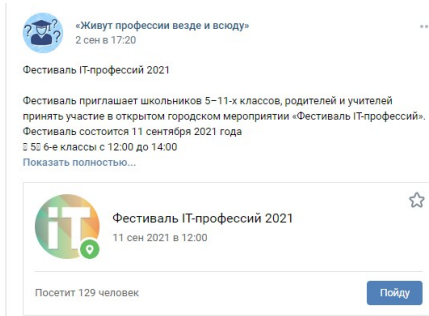 «Живут профессии везде и всюду»
2 сен в 17:20
Фестиваль IT-профессий 2021
Фестиваль приглашает школьников 5–11-х классов, родителей и учителей
принять участие в открытом городском мероприятии «Фестиваль IT-профессий».
Фестиваль состоится 11 сентября 2021 года
5 6-е классы с 12:00 до 14:00
Показать полностью...
iT
Фестиваль IT-профессий 2021
11 сен 2021 в 12:00
Посетит 129 человек
Пойду